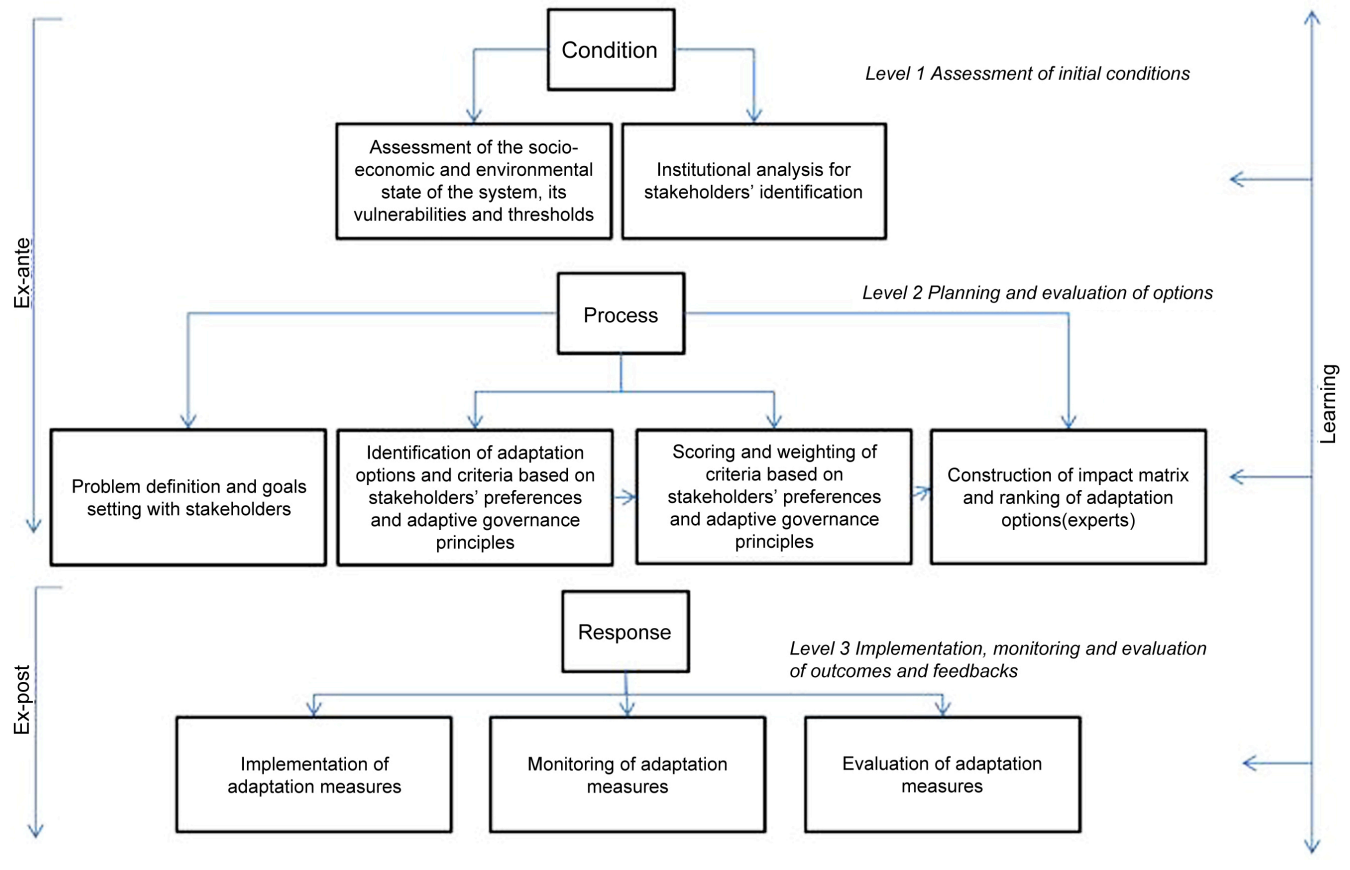 Condition
Level 1 Assessment of initial conditions
Assessment of the socio-
economic and environmental
state of the system, its
vulnerabilities and thresholds
Institutional analysis for
stakeholders’ identification
Ex-ante
Process
Level 2 Planning and evaluation of options
Learning
Problem definition and goals
setting with stakeholders
Identification of adaptation
options and criteria based on
stakeholders’ preferences
and adaptive governance
principles
Scoring and weighting of
criteria based on
stakeholders’ preferences
and adaptive governance
principles
Construction of impact matrix
and ranking of adaptation
options(experts)
Response
Level 3 Implementation, monitoring and evaluation
of outcomes and feedbacks
Ex-post
Implementation of
adaptation measures
Monitoring of adaptation
measures
Evaluation of adaptation
measures